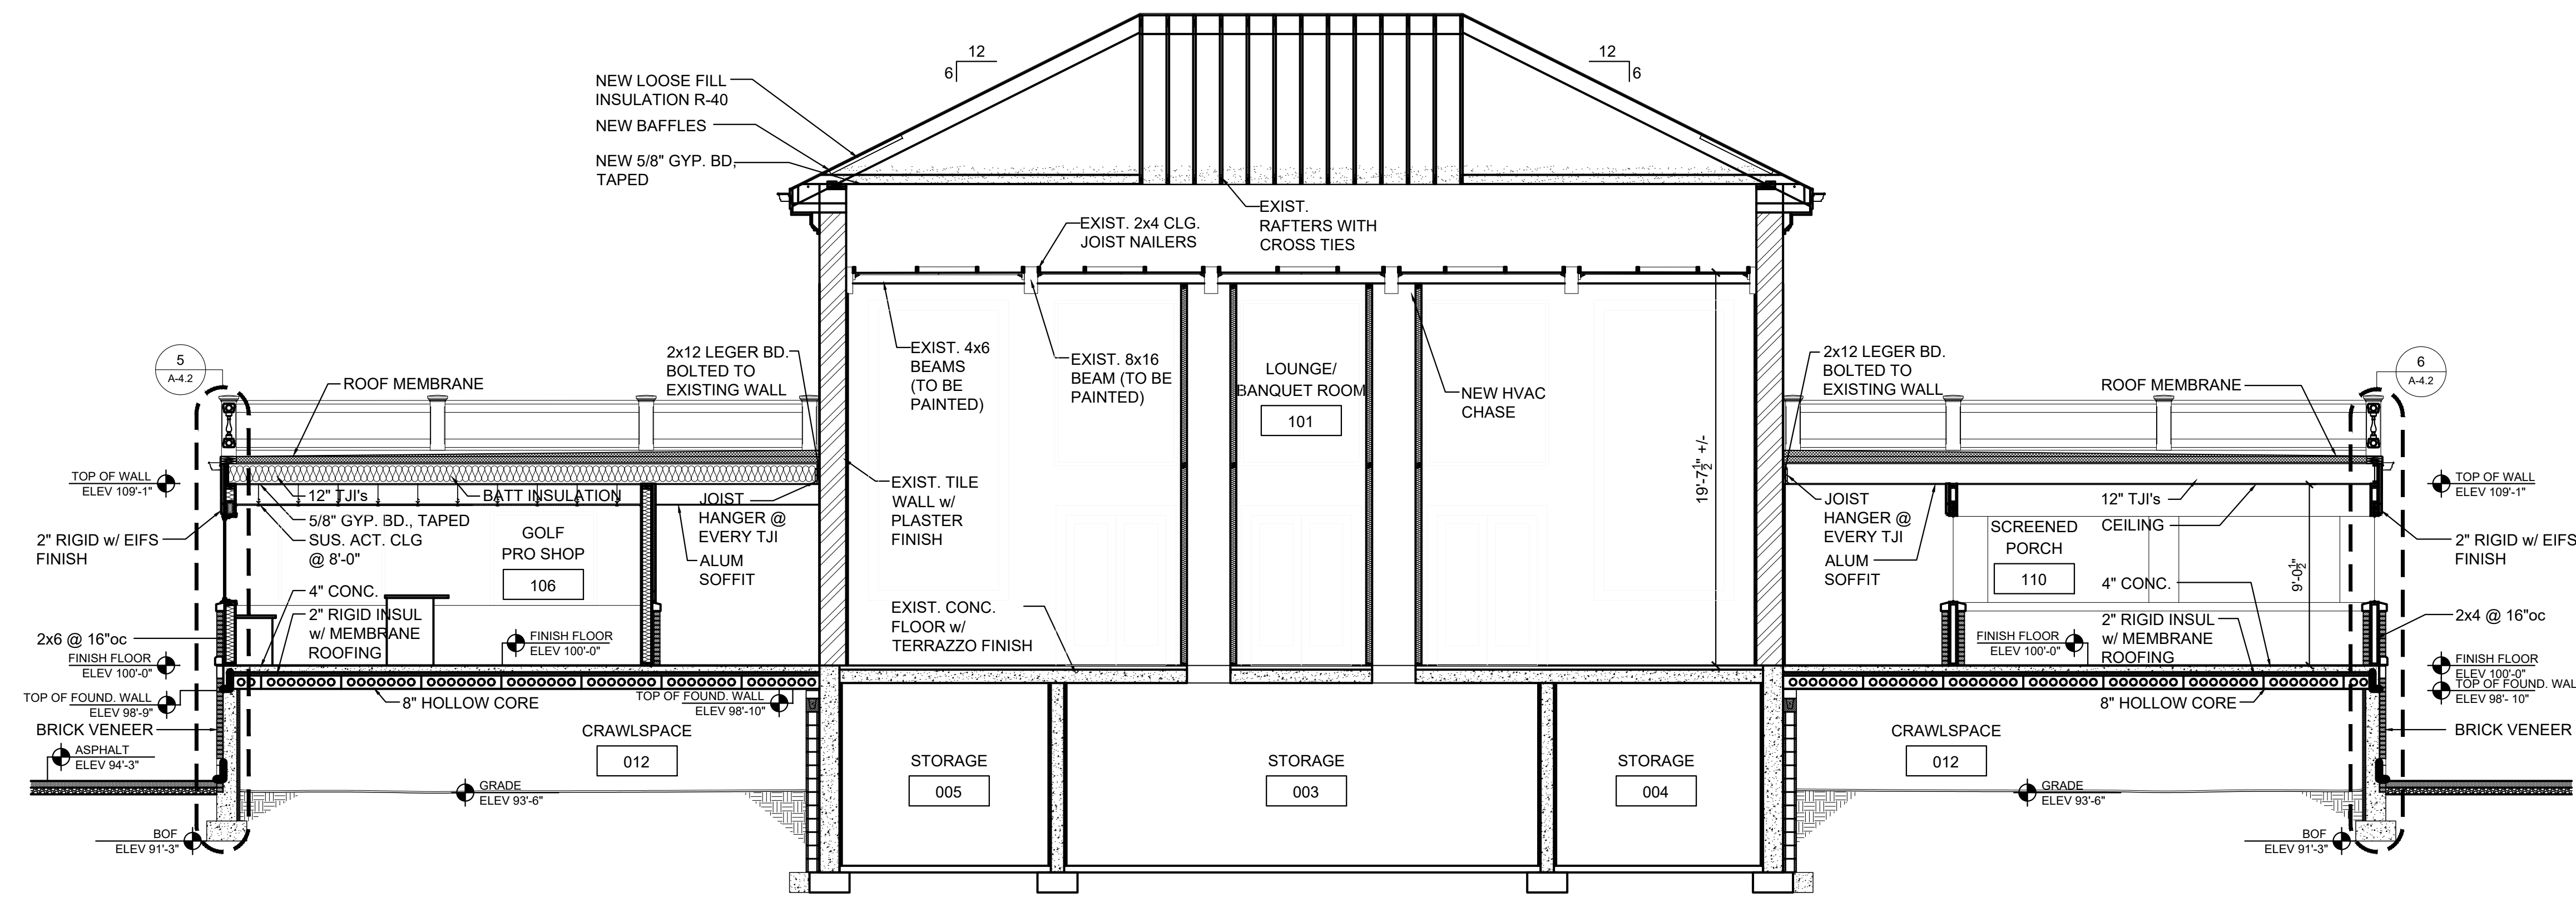 12
6
12
6
NEW LOOSE FILL
INSULATION R-40
NEW BAFFLES
NEW 5/8" GYP. BD,
TAPED
EXIST.
RAFTERS WITH
CROSS TIES
EXIST. 2x4 CLG.
JOIST NAILERS
5
A-4.2
ROOF MEMBRANE
2x12 LEGER BD.
BOLTED TO
EXISTING WALL
EXIST. 4x6
BEAMS
(TO BE
PAINTED)
EXIST. 8x16
BEAM (TO BE
PAINTED)
LOUNGE/
BANQUET ROOM
101
NEW HVAC
CHASE
19'-7 1/2" +/-
2x12 LEGER BD.
BOLTED TO
EXISTING WALL
ROOF MEMBRANE
6
A-4.2
TOP OF WALL
ELEV 109'-1"
12" TJI's
BATT INSULATION
5/8" GYP. BD., TAPED
SUS. ACT. CLG
@ 8'-0"
2" RIGID w/ EIFS
FINISH
GOLF
PRO SHOP
106
JOIST
HANGER @
EVERY TJI
ALUM
SOFFIT
EXIST. TILE
WALL w/
PLASTER
FINISH
JOIST
HANGER @
EVERY TJI
ALUM
SOFFIT
12" TJI's
CEILING
SCREENED
PORCH
110
9'-0 1/2"
TOP OF WALL
ELEV 109'-1"
2" RIGID w/ EIFS
FINISH
4" CONC.
2" RIGID INSUL
w/ MEMBRANE
ROOFING
2x6 @ 16"oc
FINISH FLOOR
ELEV 100'-0"
FINISH FLOOR
ELEV 100'-0"
EXIST. CONC.
FLOOR w/
TERRAZZO FINISH
4" CONC.
2" RIGID INSUL
w/ MEMBRANE
ROOFING
FINISH FLOOR
ELEV 100'-0"
2x4 @ 16"oc
FINISH FLOOR
ELEV 100'-0"
TOP OF FOUND. WALL
ELEV 98'-9"
8" HOLLOW CORE
TOP OF FOUND. WALL
ELEV 98'-10"
8" HOLLOW CORE
TOP OF FOUND. WAL
ELEV 98'- 10"
BRICK VENEER
ASPHALT
ELEV 94'-3"
CRAWLSPACE
012
STORAGE
005
STORAGE
003
STORAGE
004
CRAWLSPACE
012
BRICK VENEER
GRADE
ELEV 93'-6"
GRADE
ELEV 93'-6"
BOF
ELEV 91'-3"
BOF
ELEV 91'-3"